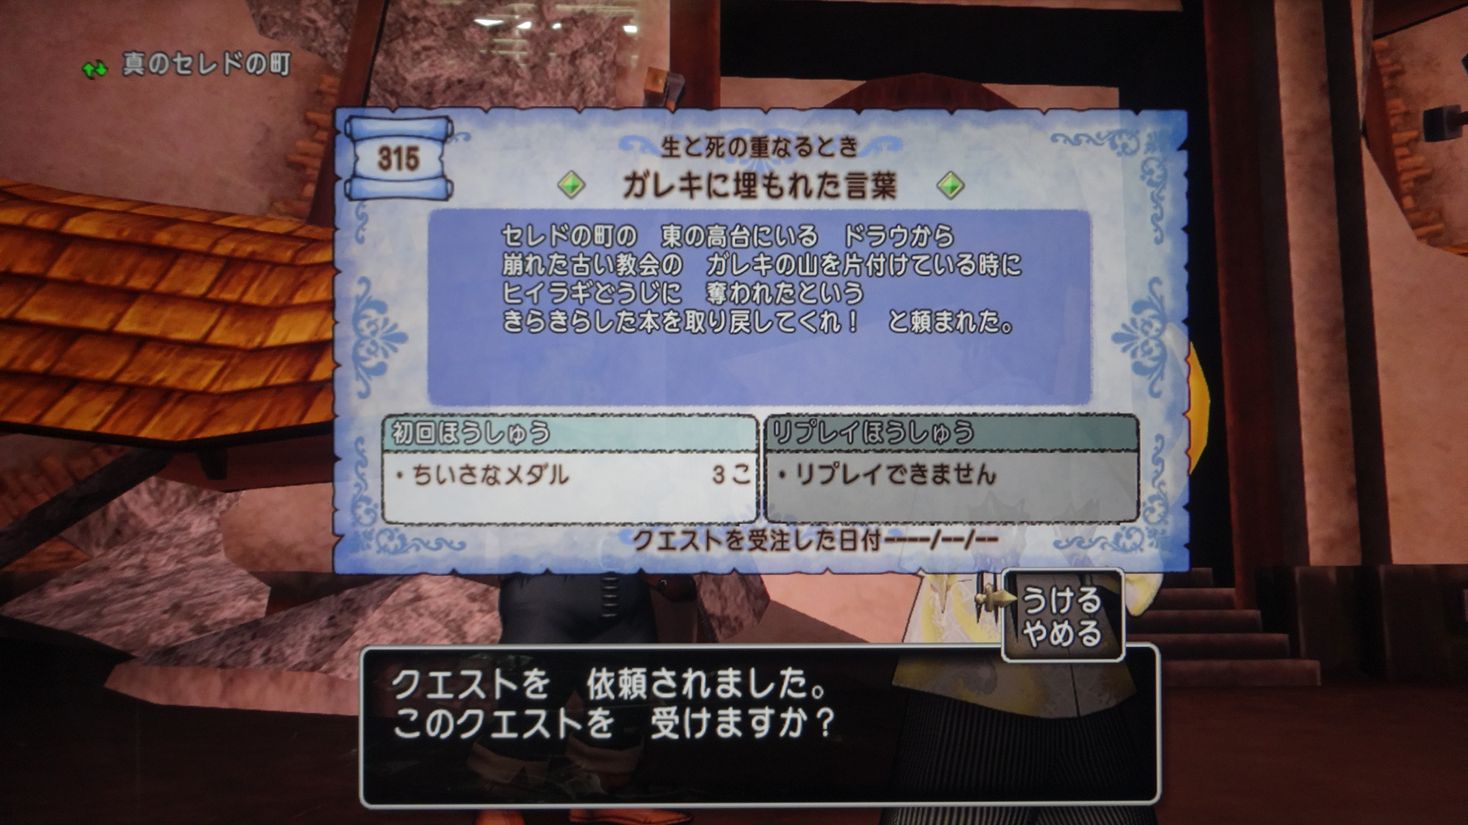 真のセレドの町
315
生と死の重なるとき
ガレキに埋もれた言葉
セレドの町の　東の高台にいる　ドラウから
崩れた古い教会の　ガレキの山を片付けている時に
ヒイラギどうじに　奪われたという
きらきらした本を取り戻してくれ！　と頼まれた。
初回ほうしゅう
・ちいさなメダル　3こ
リプレイほうしゅう
・リプレイできません
クエストを受注した日付----/--/--
うける
やめる
クエストを　依頼されました。
このクエストを　受けますか？